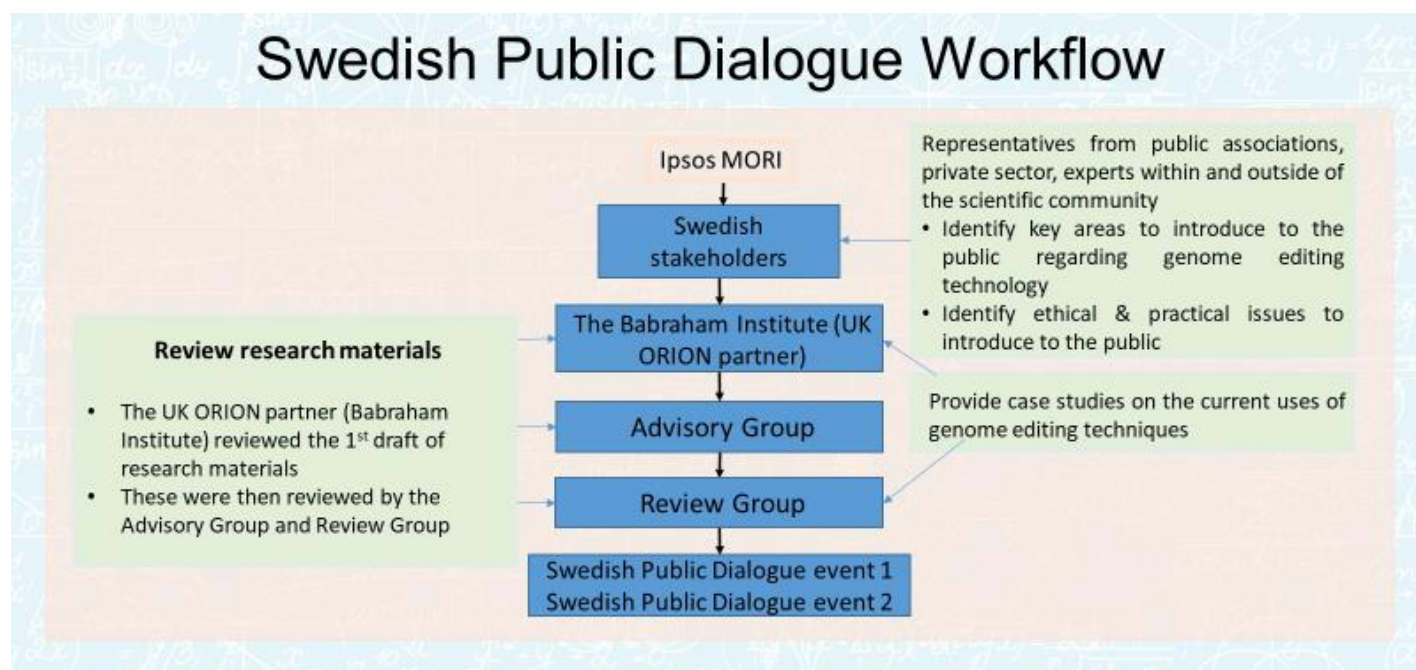 Swedish Public Dialogue Workflow
Ipsos MORI
Swedish
stakeholders
The Babraham Institute (UK
ORION partner)
Advisory Group
Review Group
Swedish Public Dialogue event 1
Swedish Public Dialogue event 2
Representatives from public associations,
private sector, experts within and outside of
the scientific community
• Identify key areas to introduce to the
public regarding genome editing
technology
• Identify ethical & practical issues to
introduce to the public
Provide case studies on the current uses of
genome editing techniques
Review research materials
• The UK ORION partner (Babraham
Institute) reviewed the 1st draft of
research materials
• These were then reviewed by the
Advisory Group and Review Group